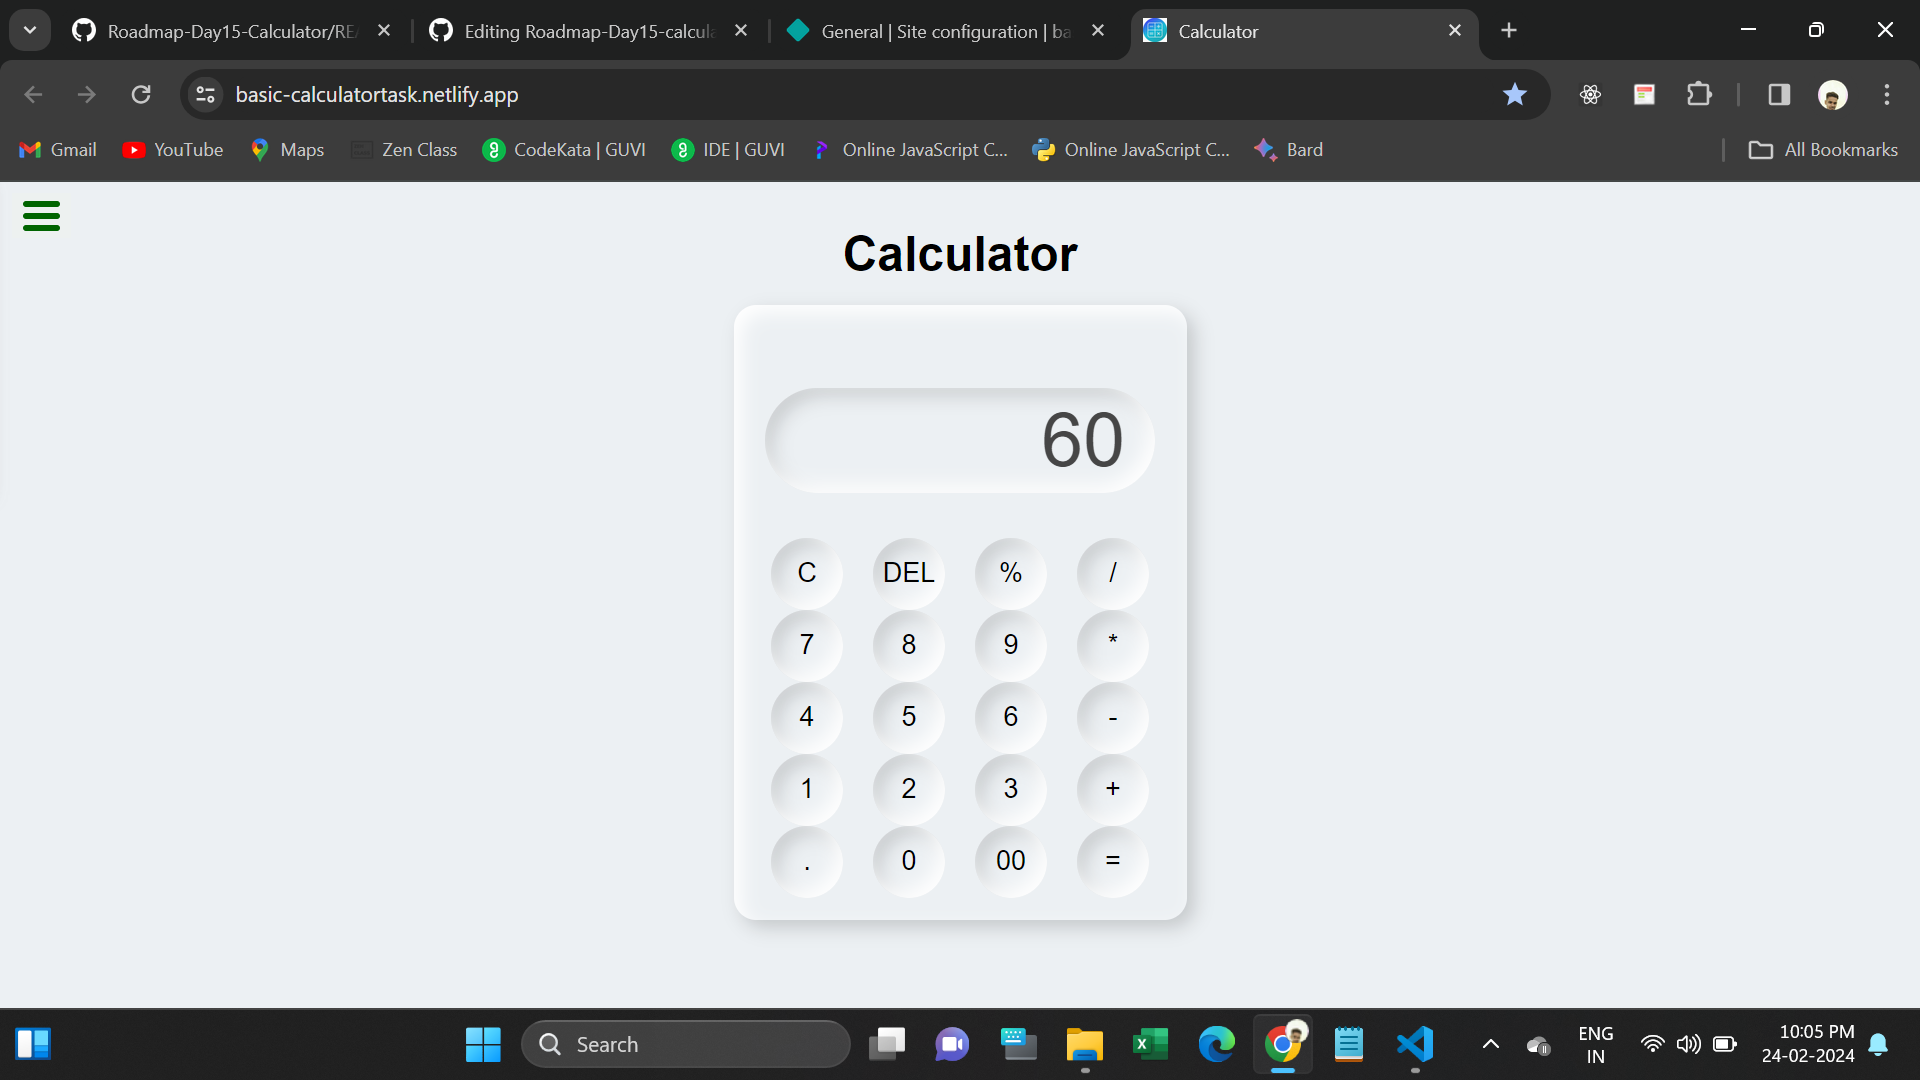 Roadmap-Day15-Calculator/RE
Editing Roadmap-Day15-calcula
General | Site configuration | ba
Calculator
basic-calculatortask.netlify.app
Gmail
YouTube
Maps
Zen Class
CodeKata | GUVI
IDE | GUVI
Online JavaScript C...
Online JavaScript C...
Bard
All Bookmarks
Calculator
60
C DEL % /
7 8 9 *
4 5 6 -
1 2 3 +
. 0 00 =
Search
ENG
IN
10:05 PM
24-02-2024